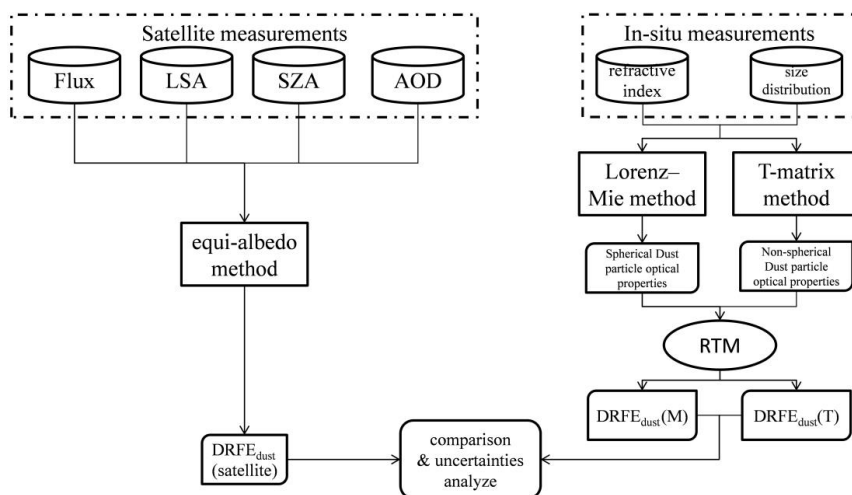 Satellite measurements
Flux
LSA
SZA
AOD
equi-albedo
method
DRFEdust
(satellite)
In-situ measurements
refractive
index
size
distribution
Lorenz–
Mie method
T-matrix
method
Spherical Dust
particle optical
properties
Non-spherical
Dust particle
optical properties
RTM
DRFEdust(M)
DRFEdust(T)
comparison
& uncertainties
analyze